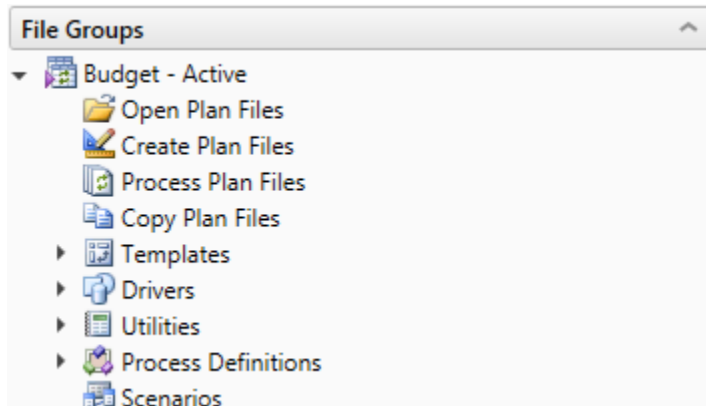 File Groups
Budget - Active
Open Plan Files
Create Plan Files
Process Plan Files
Copy Plan Files
Templates
Drivers
Utilities
Process Definitions
Scenarios